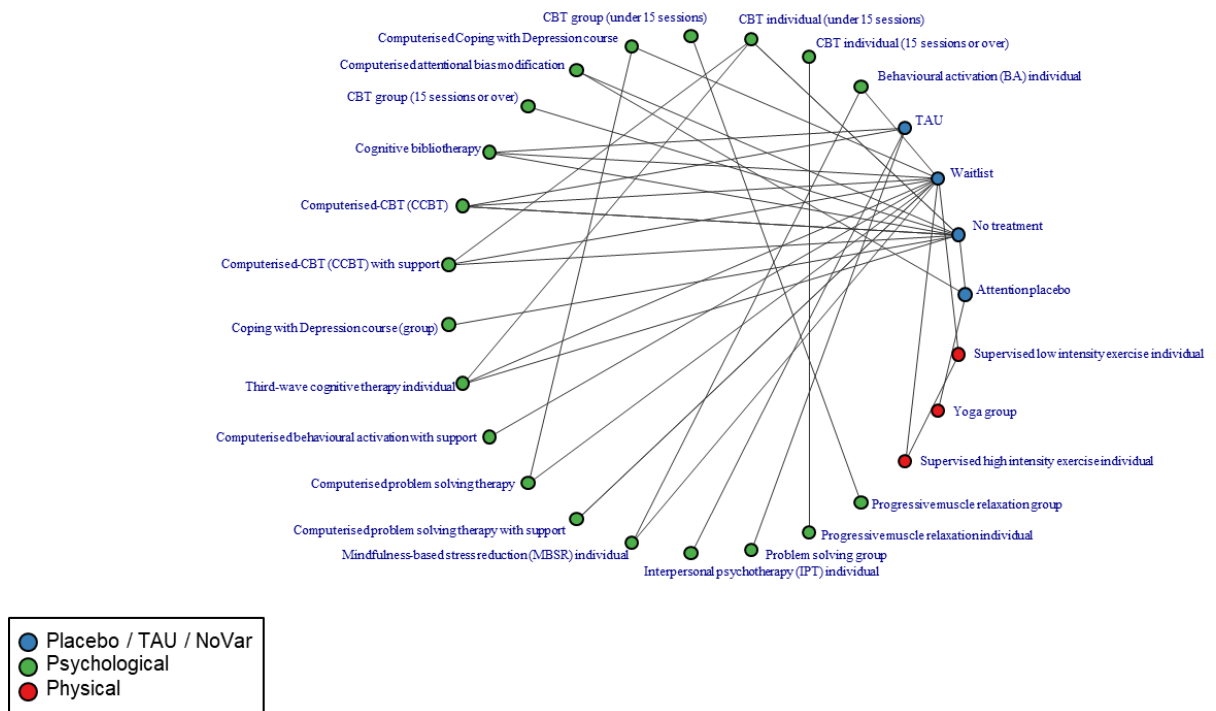 CBT group (under 15 sessions)
CBT individual (under 15 sessions)
Computerised Coping with Depression course
CBT individual (15 sessions or over)
Computerised attentional bias modification
Behavioural activation (BA) individual
CBT group (15 sessions or over)
TAU
Cognitive bibliotherapy
Waitlist
Computerised-CBT (CCBT)
No treatment
Computerised-CBT (CCBT) with support
Attention placebo
Coping with Depression course (group)
Supervised low intensity exercise individual
Third-wave cognitive therapy individual
Yoga group
Computerised behavioural activation with support
Supervised high intensity exercise individual
Computerised problem solving therapy
Progressive muscle relaxation group
Computerised problem solving therapy with support
Progressive muscle relaxation individual
Mindfulness-based stress reduction (MBSR) individual
Problem solving group
Interpersonal psychotherapy (IPT) individual
Placebo / TAU / NoVar
Psychological
Physical